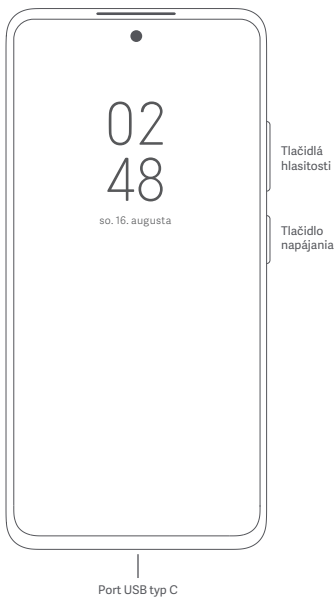 02
48
so. 16. augusta
Tlačidlá
hlasitosti
Tlačidlo
napájania
Port USB typ C